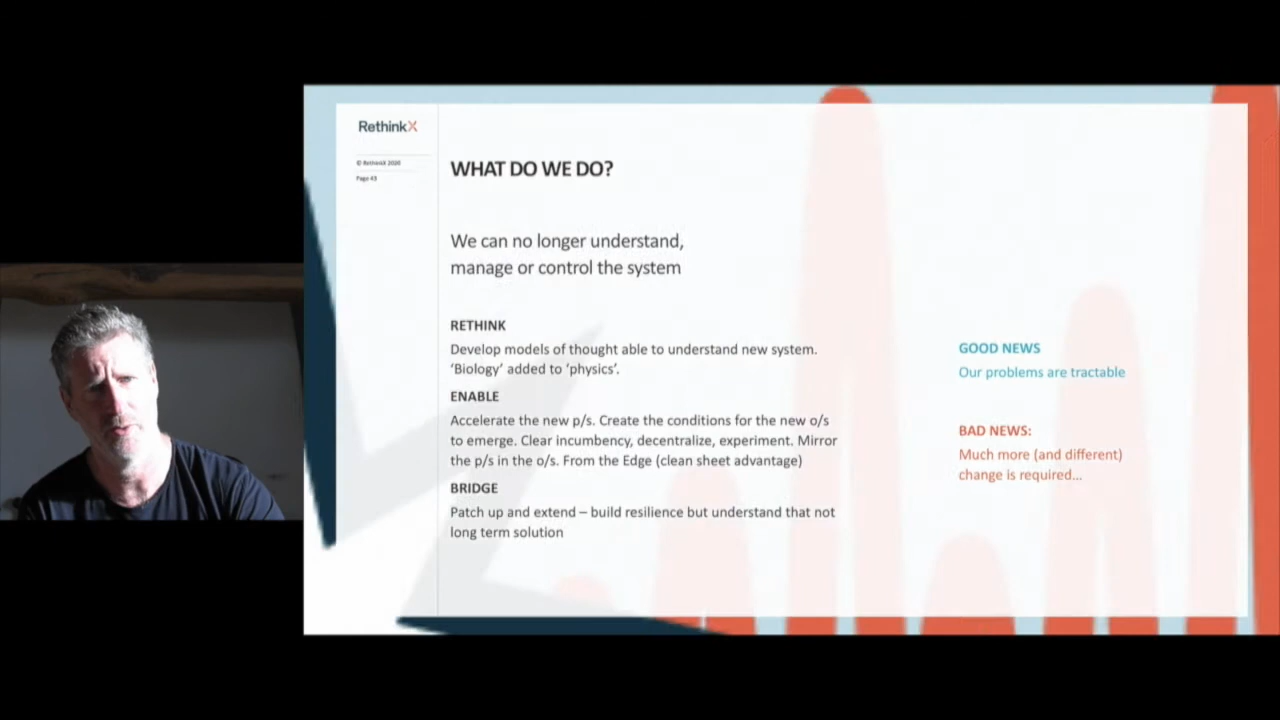 RethinkX
© RethinkX 2020
Page 43
WHAT DO WE DO?
We can no longer understand,
manage or control the system
RETHINK
Develop models of thought able to understand new system.
‘Biology’ added to ‘physics’.
ENABLE
Accelerate the new p/s. Create the conditions for the new o/s
to emerge. Clear incumbency, decentralize, experiment. Mirror
the p/s in the o/s. From the Edge (clean sheet advantage)
BRIDGE
Patch up and extend – build resilience but understand that not
long term solution
GOOD NEWS
Our problems are tractable
BAD NEWS:
Much more (and different)
change is required...